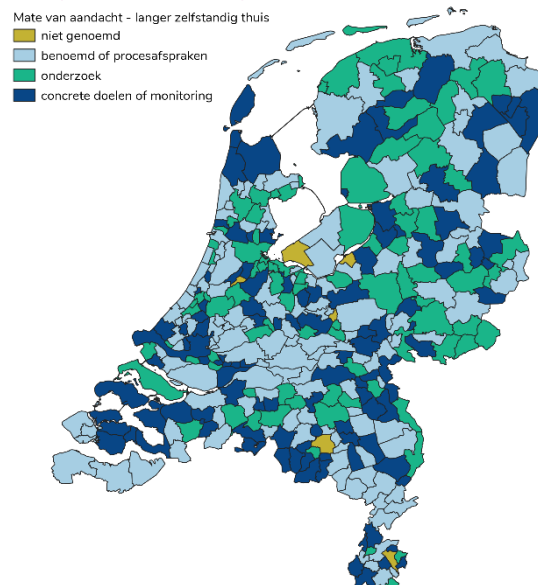 Mate van aandacht - langer zelfstandig thuis
niet genoemd
benoemd of procesafspraken
onderzoek
concrete doelen of monitoring